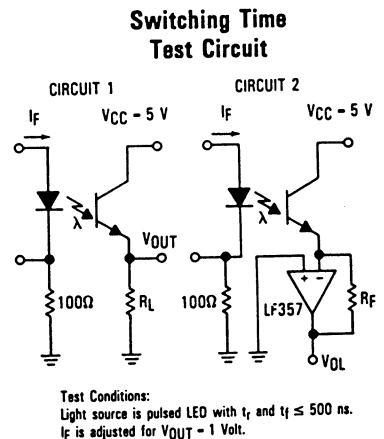 Switching Time
Test Circuit
CIRCUIT 1
CIRCUIT 2
IF
VCC - 5 V
IF
VCC - 5 V
λ
λ
VOUT
100Ω
RL
100Ω
+ -
LF357
RF
VOL
Test Conditions:
Light source is pulsed LED with tr and tf ≤ 500 ns.
IF is adjusted for VOUT - 1 Volt.